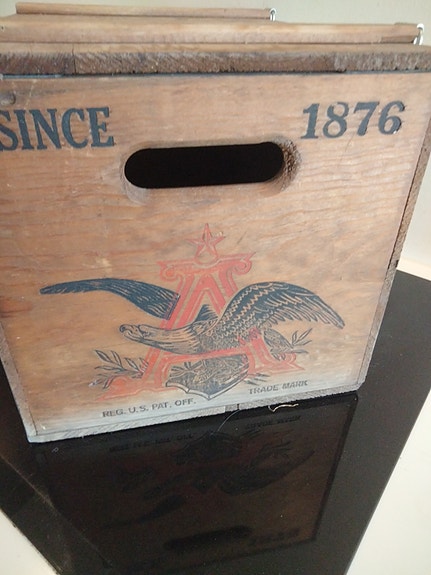 SINCE 1876
A
REG. U.S. PAT. OFF. TRADE MARK